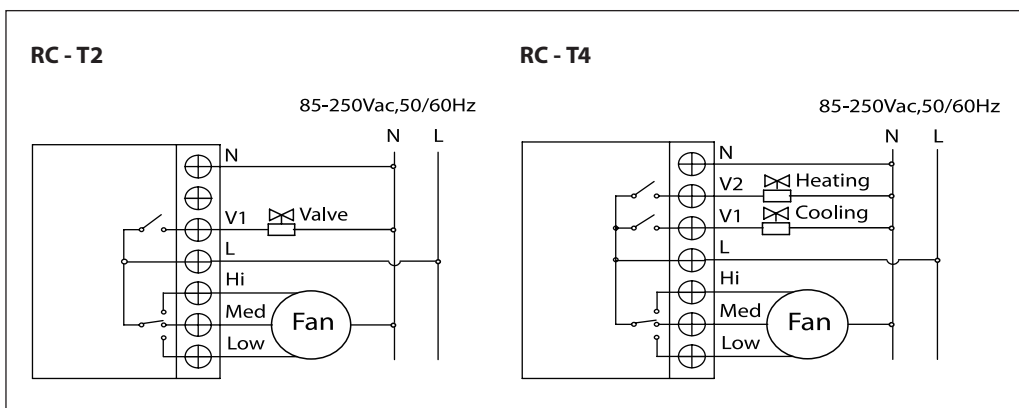 RC - T2
85-250Vac,50/60Hz
N L
N
V1 Valve
L
Hi
Med
Fan
Low
RC - T4
85-250Vac,50/60Hz
N L
N
V2 Heating
V1 Cooling
L
Hi
Med
Fan
Low